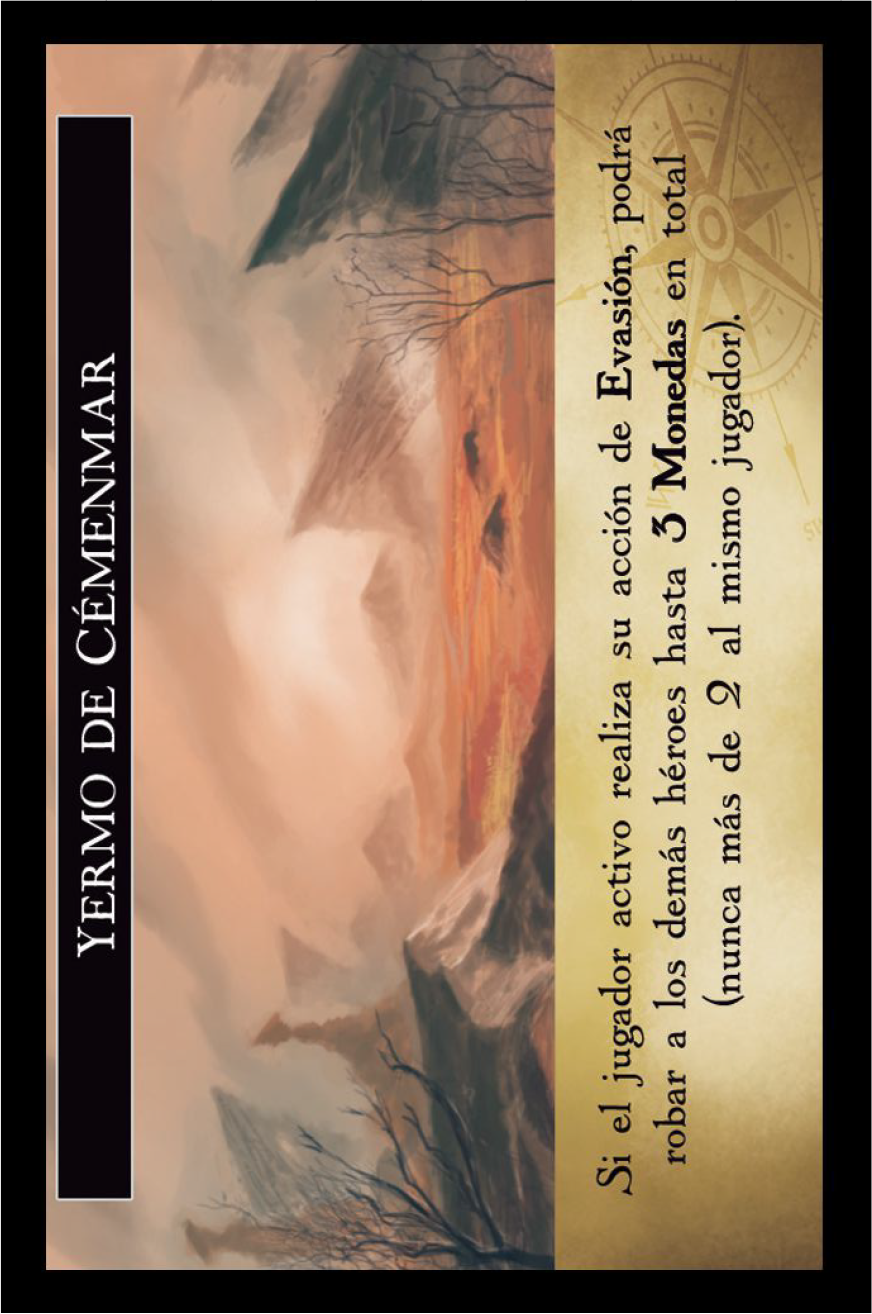 YERMO DE CÉMENMAR
Si el jugador activo realiza su acción de Evasión, podrá
robar a los demás héroes hasta 3 Monedas en total
(nunca más de 2 al mismo jugador).